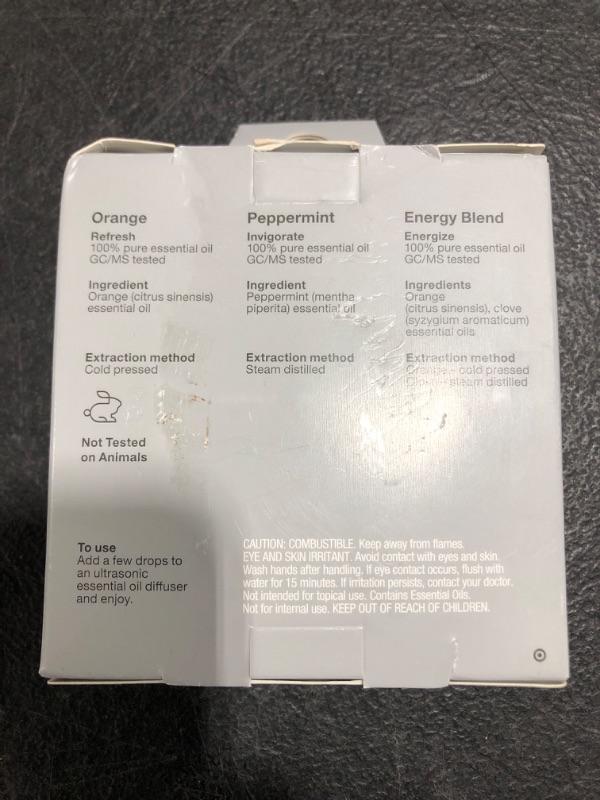 Orange
Refresh
100% pure essential oil
GC/MS tested
Ingredient
Orange (citrus sinensis)
essential oil
Extraction method
Cold pressed
Not Tested
on Animals
To use
Add a few drops to
an ultrasonic
essential oil diffuser
and enjoy.
Peppermint
Invigorate
100% pure essential oil
GC/MS tested
Ingredient
Peppermint (mentha
piperita) essential oil
Extraction method
Steam distilled
Energy Blend
Energize
100% pure essential oil
GC/MS tested
Ingredients
Orange
(citrus sinensis), clove
(syzygium aromaticum)
essential oils
Extraction method
Orange - cold pressed
Clove - steam distilled
CAUTION: COMBUSTIBLE. Keep away from flames.
EYE AND SKIN IRRITANT. Avoid contact with eyes and skin.
Wash hands after handling. If eye contact occurs, flush with
water for 15 minutes. If irritation persists, contact your doctor.
Not intended for topical use. Contains Essential Oils.
Not for internal use. KEEP OUT OF REACH OF CHILDREN.